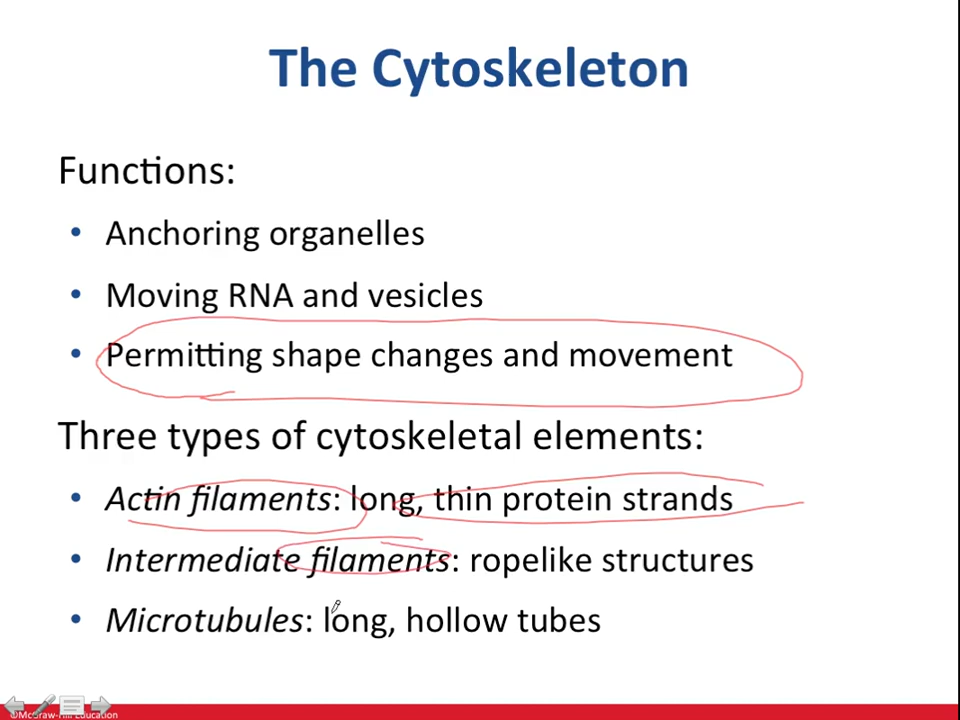 The Cytoskeleton
Functions:
• Anchoring organelles
• Moving RNA and vesicles
• Permitting shape changes and movement
Three types of cytoskeletal elements:
• Actin filaments: long, thin protein strands
• Intermediate filaments: ropelike structures
• Microtubules: long, hollow tubes
©McGraw-Hill Education